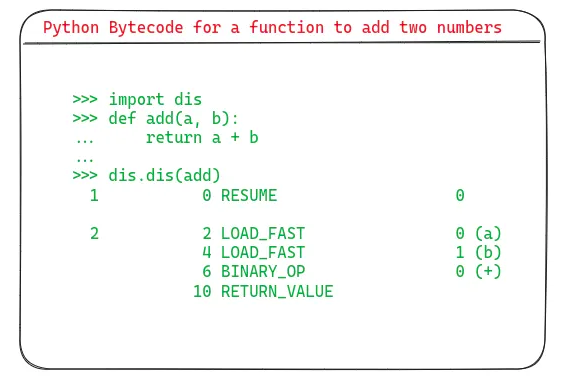 Python Bytecode for a function to add two numbers
>>> import dis
>>> def add(a, b):
...     return a + b
...
>>> dis.dis(add)
  1           0 RESUME                   0

  2           2 LOAD_FAST                0 (a)
              4 LOAD_FAST                1 (b)
              6 BINARY_OP                0 (+)
             10 RETURN_VALUE